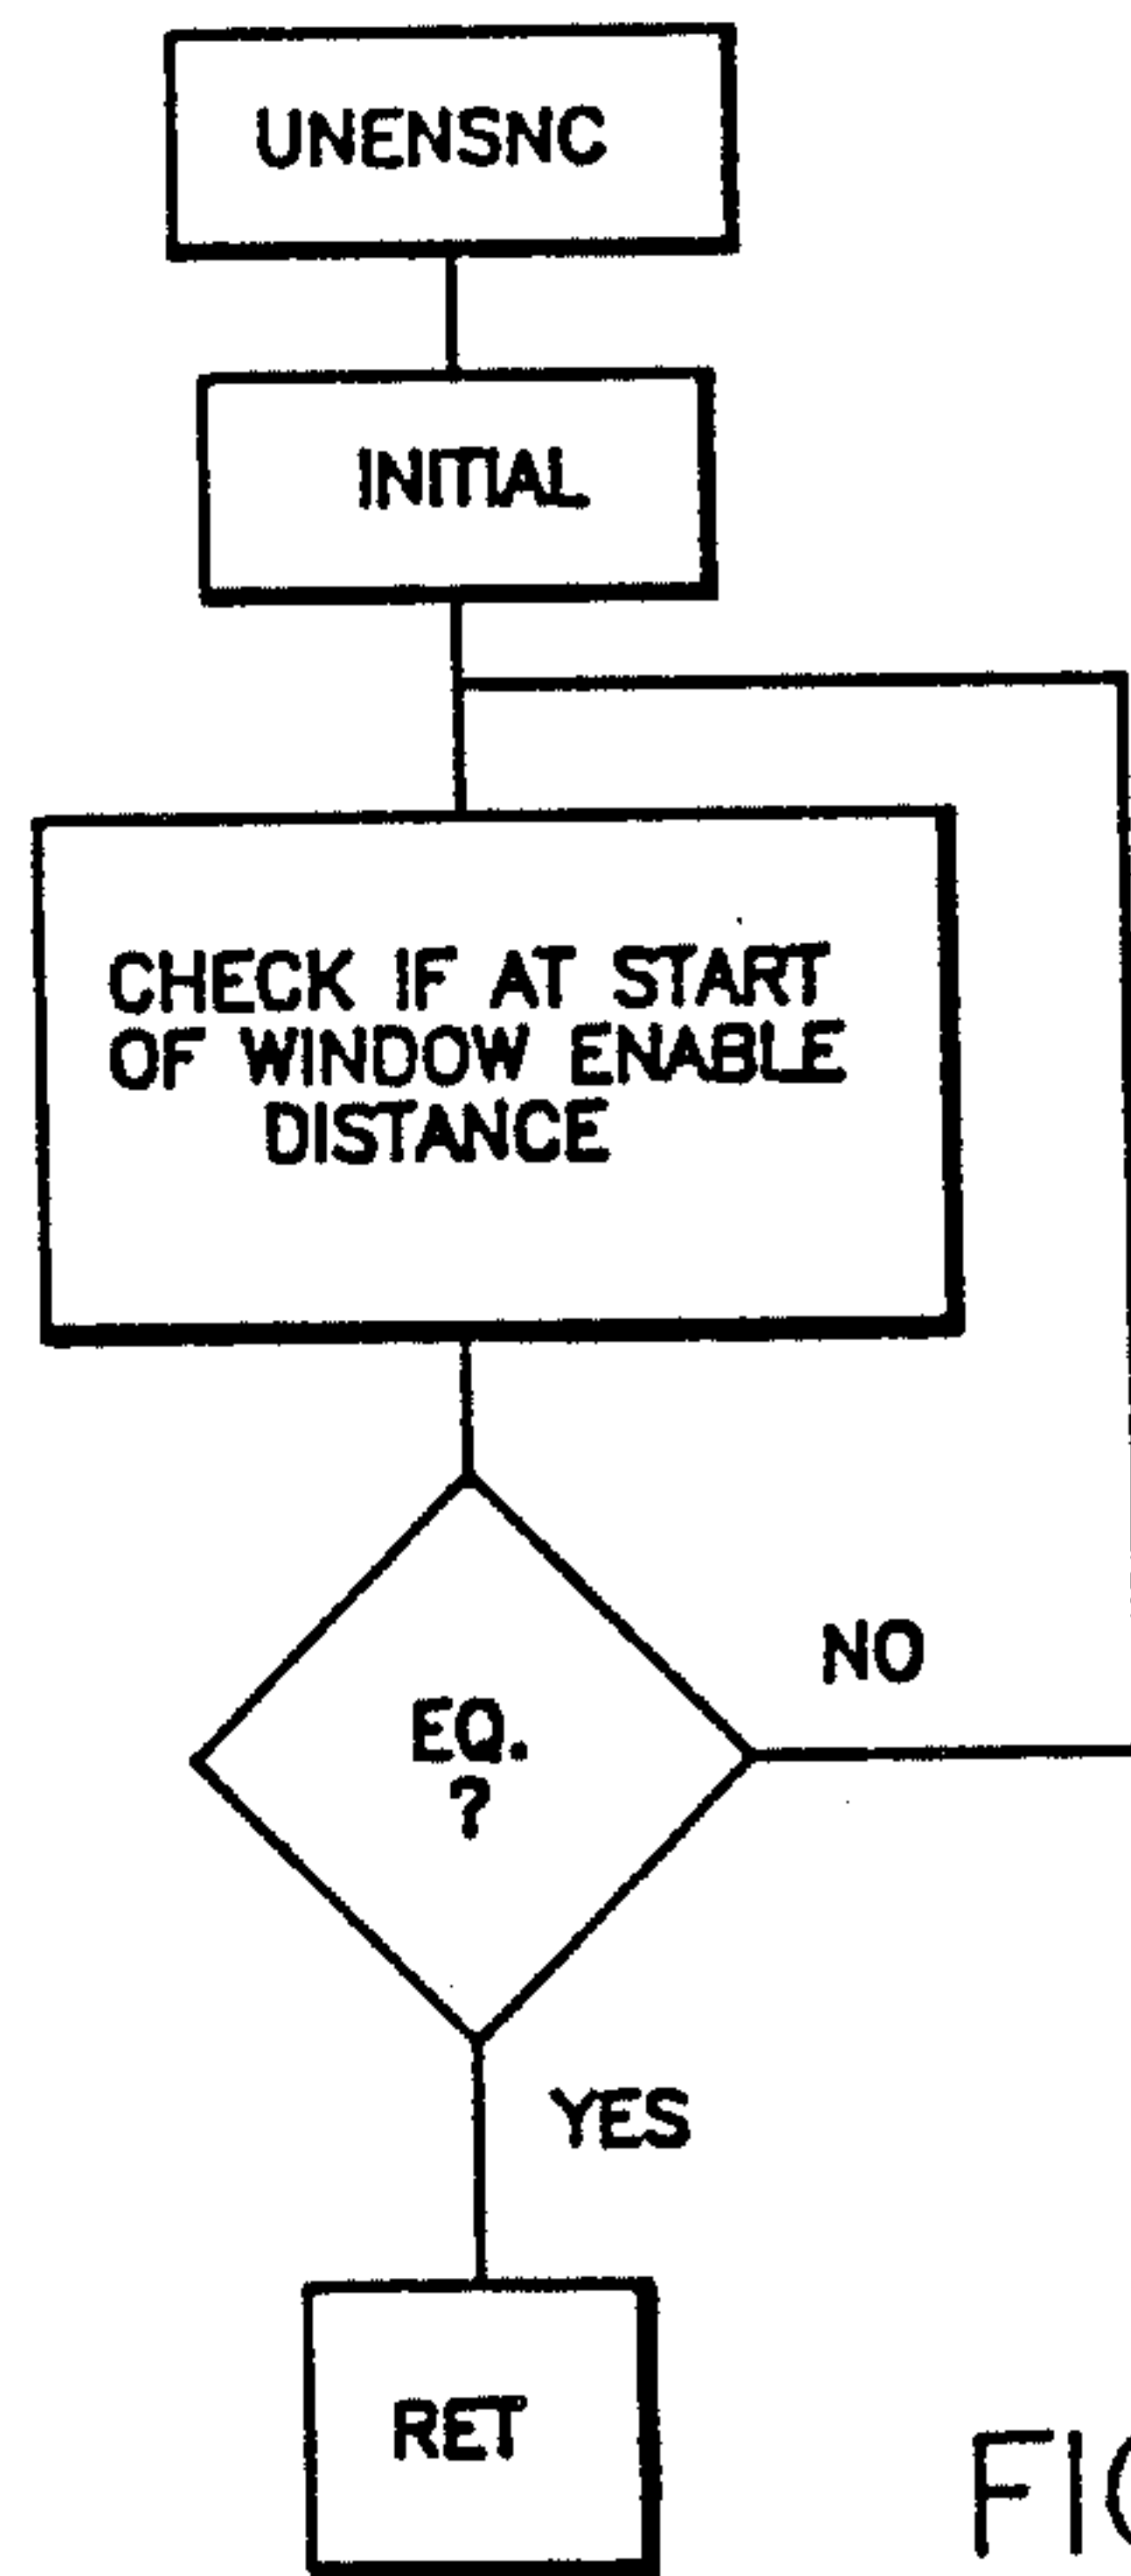 UNENSNC
INITIAL
CHECK IF AT START
OF WINDOW ENABLE
DISTANCE
NO
EQ.
?
YES
RET